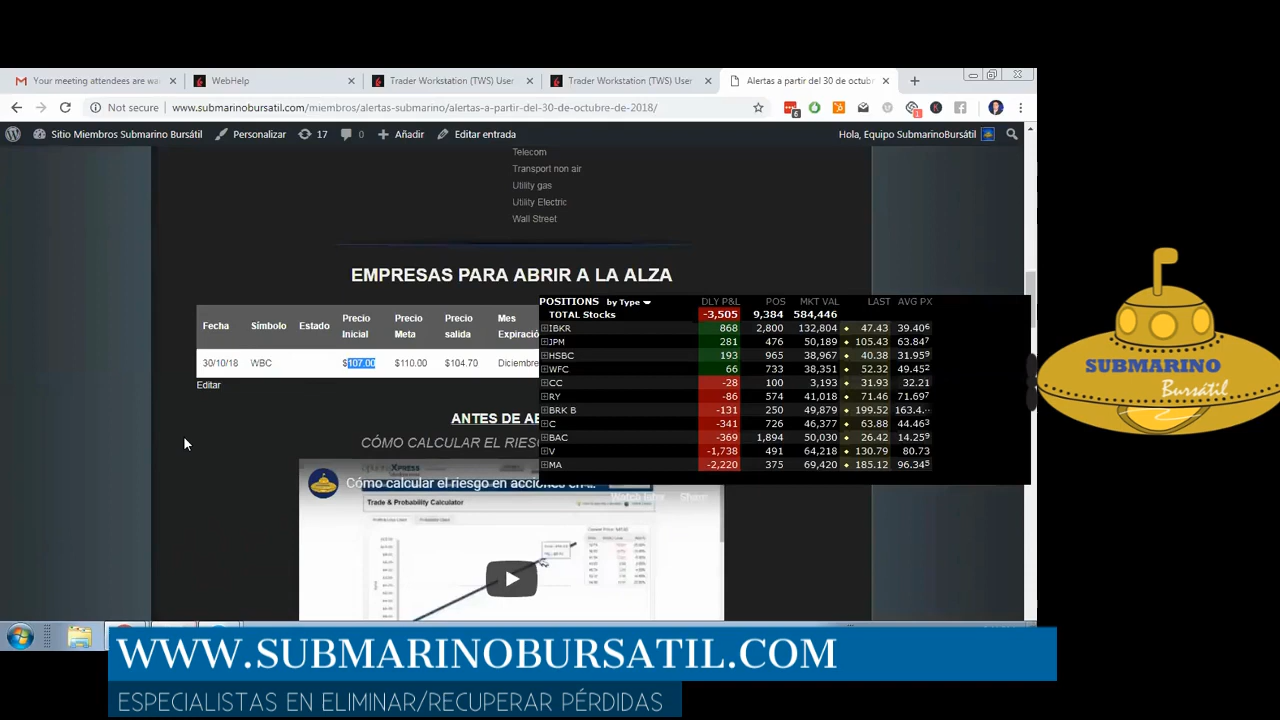 Your meeting attendees are wai
WebHelp
Trader Workstation (TWS) User
Trader Workstation (TWS) User
Alertas a partir del 30 de octub
Not secure
www.submarinobursatil.com/miembros/alertas-submarino/alertas-a-partir-del-30-de-octubre-de-2018/
6
1
Sitio Miembros Submarino Bursátil
Personalizar
17
0
Añadir
Editar entrada
Hola, Equipo SubmarinoBursátil
Telecom
Transport non air
Utility gas
Utility Electric
Wall Street
EMPRESAS PARA ABRIR A LA ALZA
Fecha Símbolo Estado Precio Inicial Precio Meta Precio salida Mes Expiració
30/10/18 WBC $107.00 $110.00 $104.70 Diciembre
Editar
POSITIONS by Type DLY P&L POS MKT VAL LAST AVG PX
TOTAL Stocks -3,505 9,384 584,446
IBKR 868 2,800 132,804 47.43 39.406
JPM 281 476 50,189 105.43 63.847
HSBC 193 965 38,967 40.38 31.959
WFC 66 733 38,351 52.32 49.452
CC -28 100 3,193 31.93 32.21
RY -86 574 41,018 71.46 71.697
BRK B -131 250 49,879 199.52 163.4..
C -341 726 46,377 63.88 44.463
BAC -369 1,894 50,030 26.42 14.259
V -1,738 491 64,218 130.79 80.73
MA -2,220 375 69,420 185.12 96.345
ANTES DE AB
CÓMO CALCULAR EL RIESG
Cómo calcular el riesgo en acciones en
Watch later Share
Trade & Probability Calculator
SUBMARINO
Bursátil
WWW.SUBMARINOBURSATIL.COM
ESPECIALISTAS EN ELIMINAR/RECUPERAR PÉRDIDAS